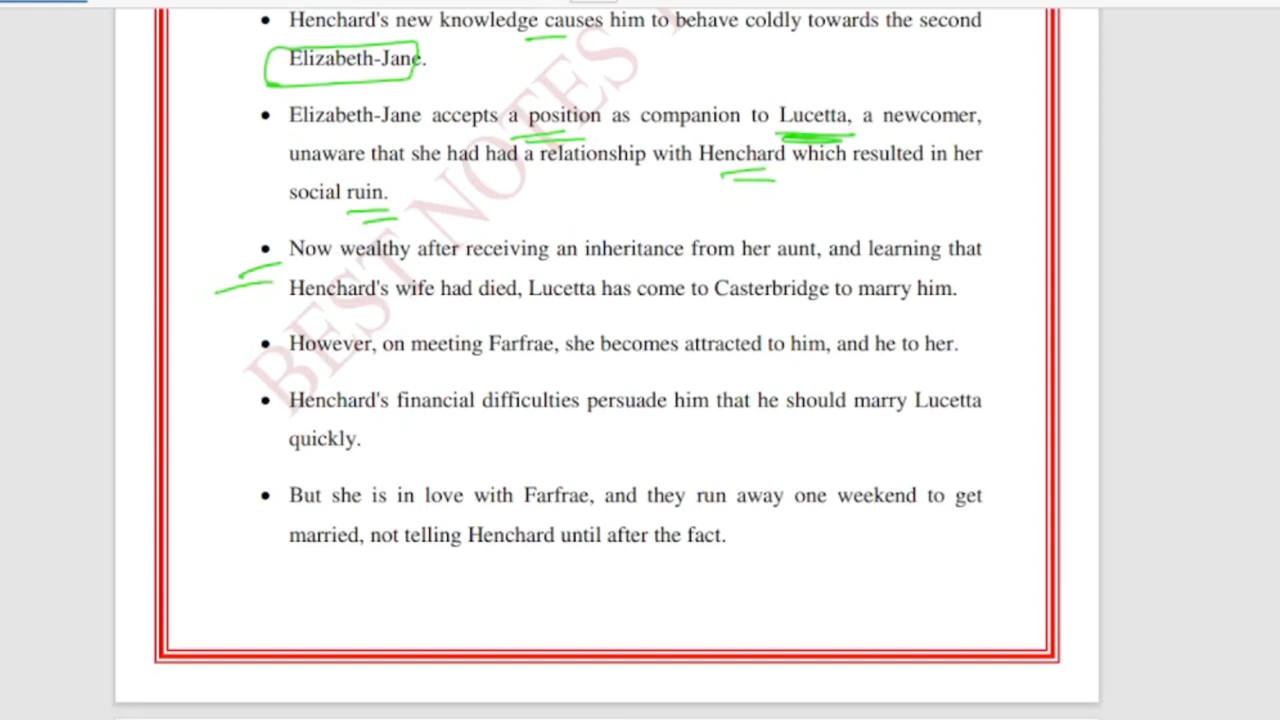 • Henchard's new knowledge causes him to behave coldly towards the second
Elizabeth-Jane.
• Elizabeth-Jane accepts a position as companion to Lucetta, a newcomer,
unaware that she had had a relationship with Henchard which resulted in her
social ruin.
• Now wealthy after receiving an inheritance from her aunt, and learning that
Henchard's wife had died, Lucetta has come to Casterbridge to marry him.
• However, on meeting Farfrae, she becomes attracted to him, and he to her.
• Henchard's financial difficulties persuade him that he should marry Lucetta
quickly.
• But she is in love with Farfrae, and they run away one weekend to get
married, not telling Henchard until after the fact.
BEST NOTES